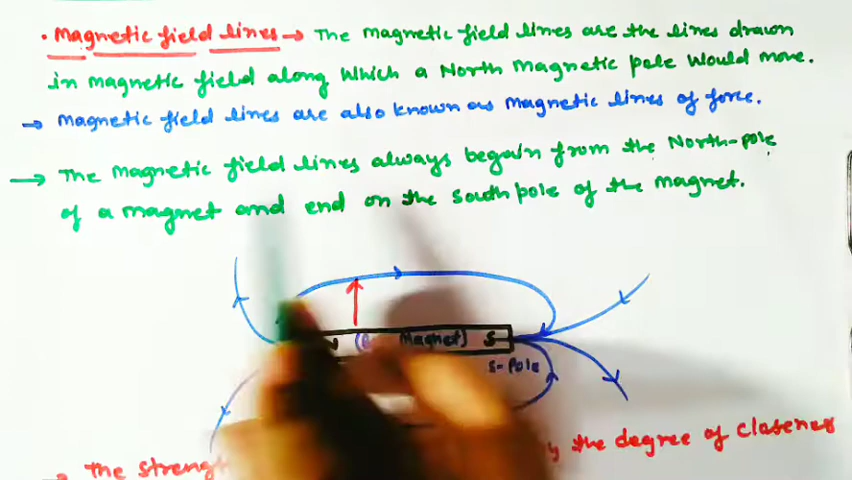 • Magnetic field lines → The magnetic field lines are the lines drawn
in magnetic field along which a North magnetic pole would move.
→ Magnetic field lines are also known as magnetic lines of force.
→ The magnetic field lines always begain from the North-pole
of a magnet and end on the south pole of the magnet.
N Magnet) S
S-Pole
→ The strengt
by the degree of closeness